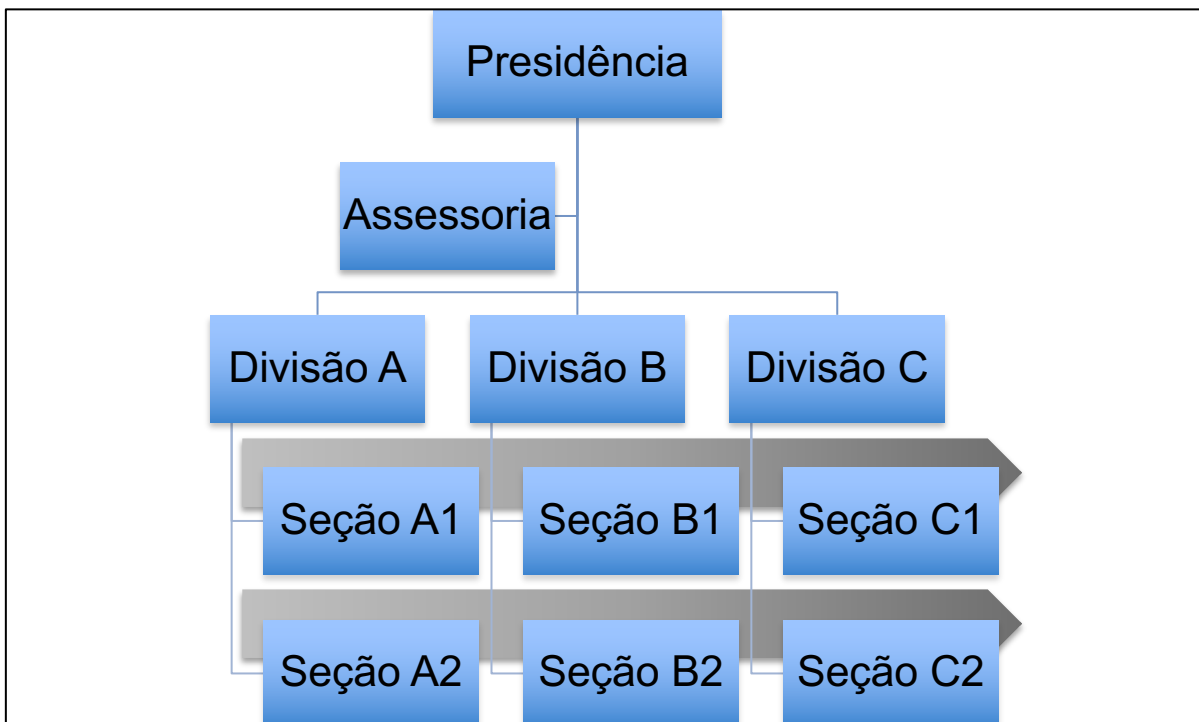 Presidência
Assessoria
Divisão A
Divisão B
Divisão C
Seção A1
Seção B1
Seção C1
Seção A2
Seção B2
Seção C2